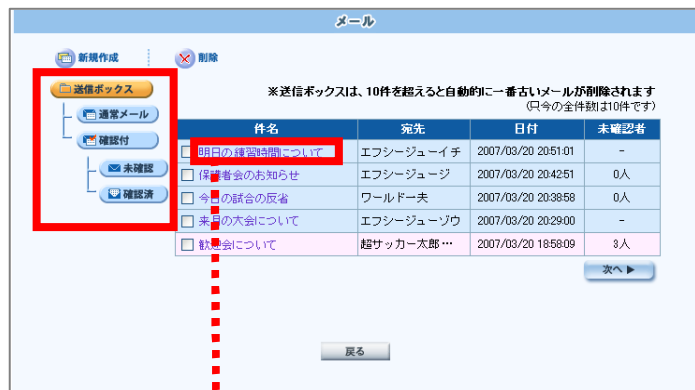 メール
新規作成
削除
送信ボックス
通常メール
確認付
未確認
確認済
※送信ボックスは、10件を超えると自動的に一番古いメールが削除されます
(只今の全件数は10件です)
件名 宛先 日付 未確認者
明日の練習時間について エフシージューイチ 2007/03/20 20:51:01 -
保護者会のお知らせ エフシージュージ 2007/03/20 20:42:51 0人
今日の試合の反省 ワールド一夫 2007/03/20 20:38:58 0人
来月の大会について エフシージューゾウ 2007/03/20 20:29:00 -
歓迎会について 超サッカー太郎… 2007/03/20 18:58:09 3人
次へ▶
戻る